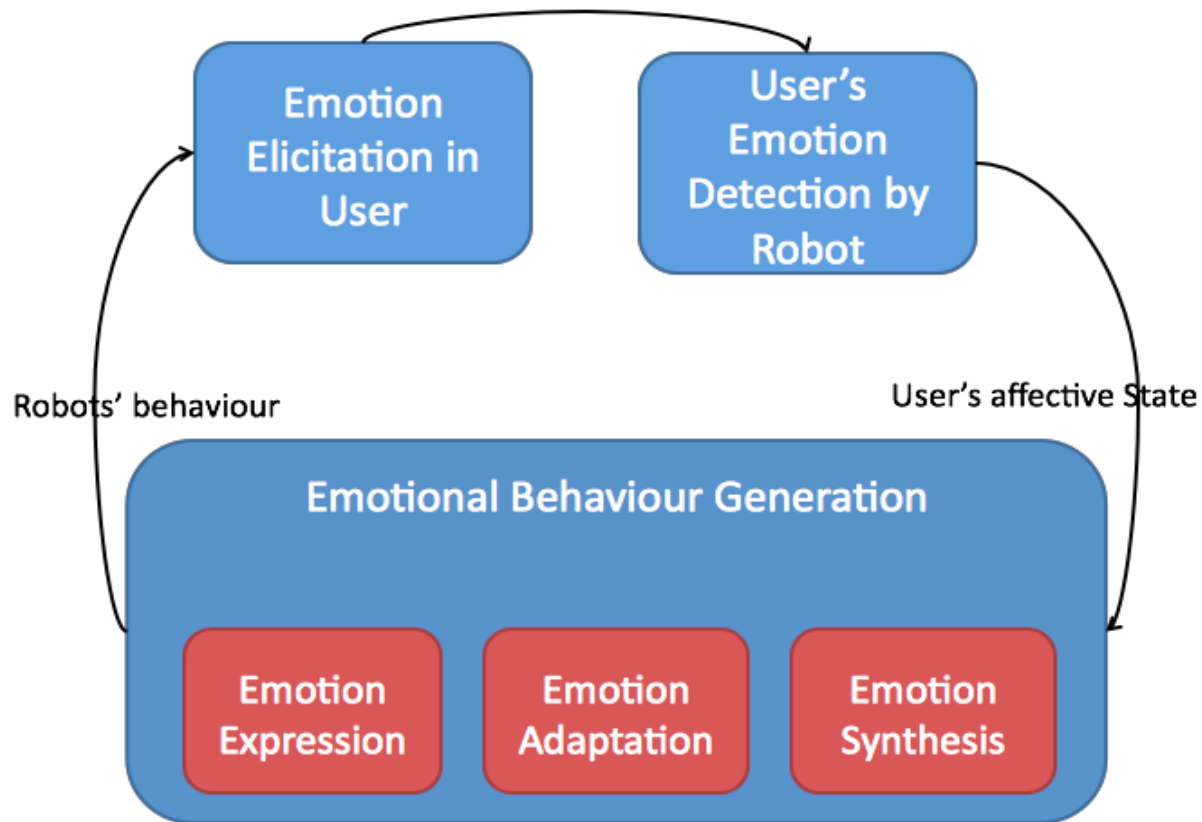 Emotion
Elicitation in
User
User’s
Emotion
Detection by
Robot
Robots’ behaviour
User’s affective State
Emotional Behaviour Generation
Emotion
Expression
Emotion
Adaptation
Emotion
Synthesis